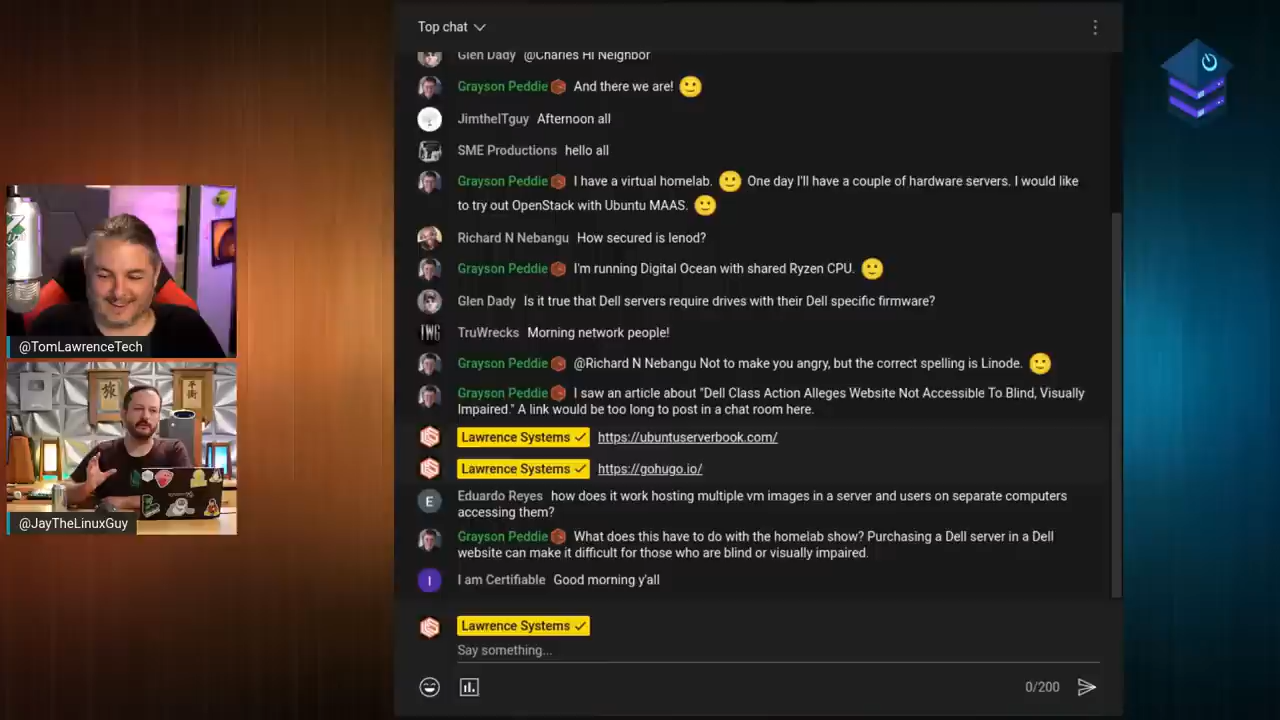 Top chat
Glen Dady @Charles Hi Neighbor
Grayson Peddie And there we are!
JimtheITguy Afternoon all
SME Productions hello all
Grayson Peddie I have a virtual homelab. One day I'll have a couple of hardware servers. I would like
to try out OpenStack with Ubuntu MAAS.
Richard N Nebangu How secured is lenod?
Grayson Peddie I'm running Digital Ocean with shared Ryzen CPU.
Glen Dady Is it true that Dell servers require drives with their Dell specific firmware?
TWG
TruWrecks Morning network people!
Grayson Peddie @Richard N Nebangu Not to make you angry, but the correct spelling is Linode.
Grayson Peddie I saw an article about "Dell Class Action Alleges Website Not Accessible To Blind, Visually
Impaired." A link would be too long to post in a chat room here.
Lawrence Systems https://ubuntuserverbook.com/
Lawrence Systems https://gohugo.io/
E
Eduardo Reyes how does it work hosting multiple vm images in a server and users on separate computers
accessing them?
Grayson Peddie What does this have to do with the homelab show? Purchasing a Dell server in a Dell
website can make it difficult for those who are blind or visually impaired.
I
I am Certifiable Good morning y'all
Lawrence Systems
Say something...
0/200
@TomLawrenceTech
@JayTheLinuxGuy